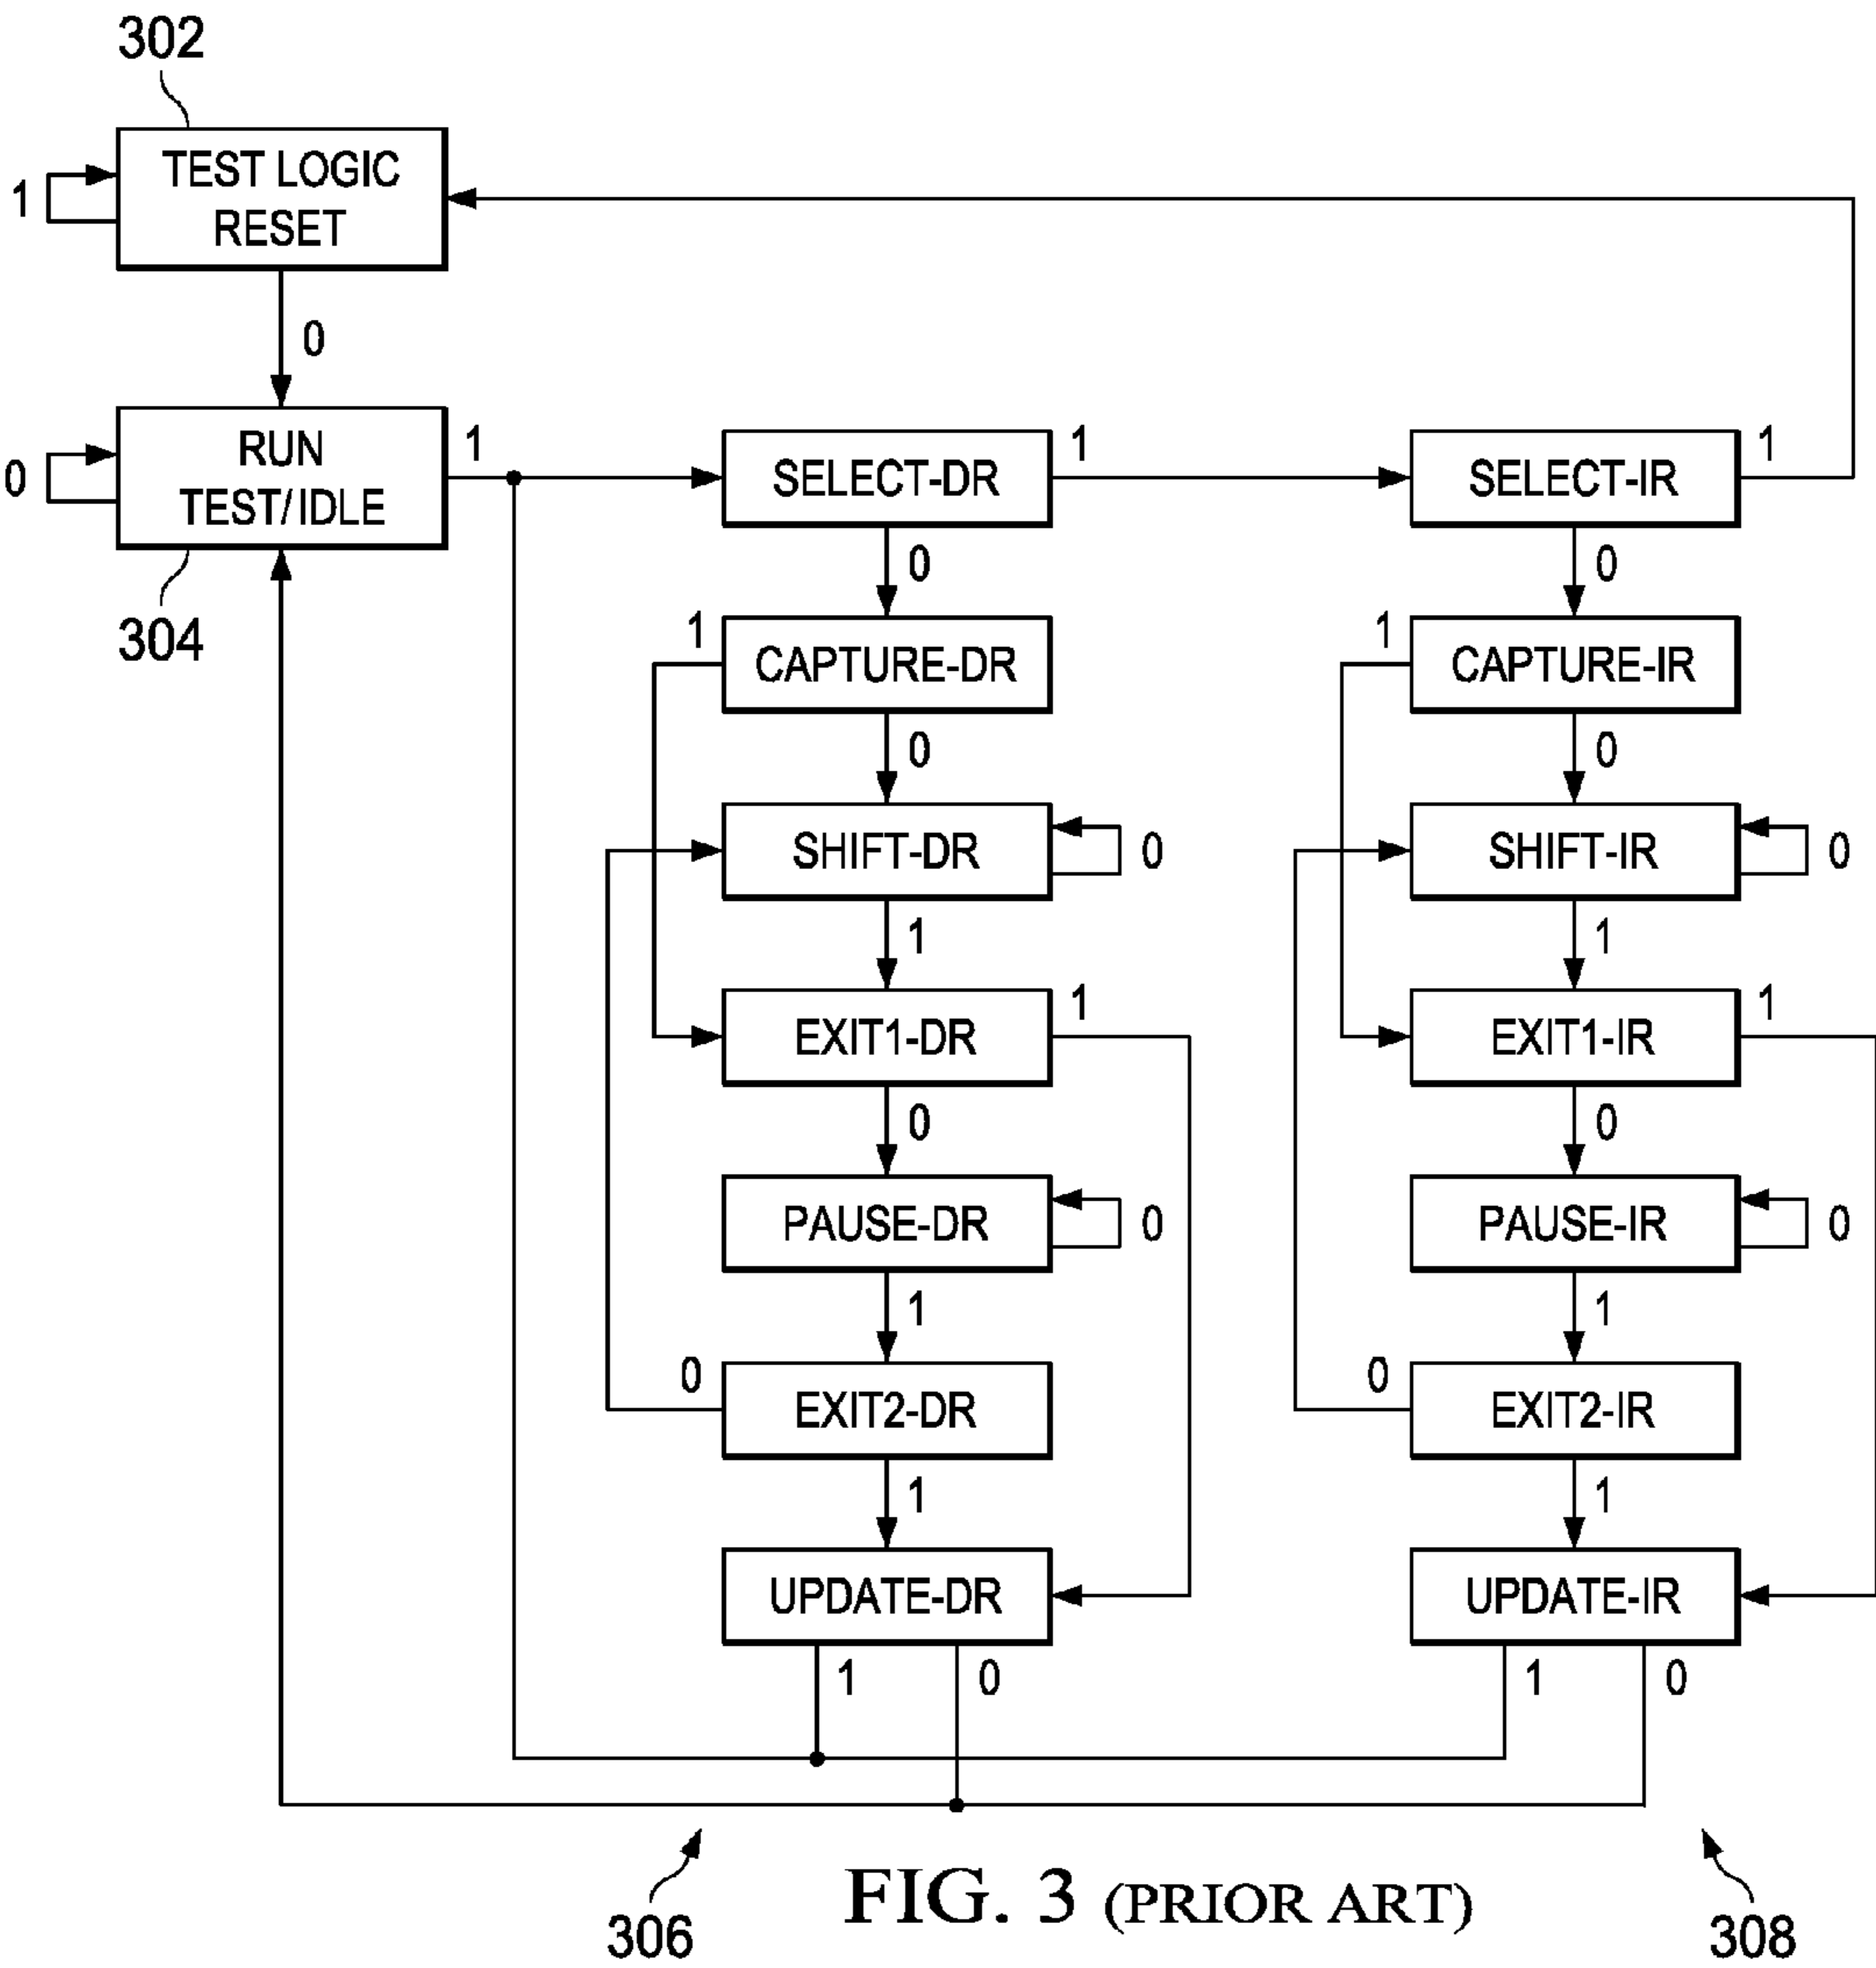 302
TEST LOGIC
RESET
1
0
RUN
TEST/IDLE
0
1
304
SELECT-DR
1
0
SELECT-IR
1
0
1
CAPTURE-DR
0
1
CAPTURE-IR
0
SHIFT-DR
0
1
SHIFT-IR
0
1
EXIT1-DR
1
0
EXIT1-IR
1
0
PAUSE-DR
0
1
PAUSE-IR
0
1
0
EXIT2-DR
1
0
EXIT2-IR
1
UPDATE-DR
1
0
UPDATE-IR
1
0
306
FIG. 3 (PRIOR ART)
308